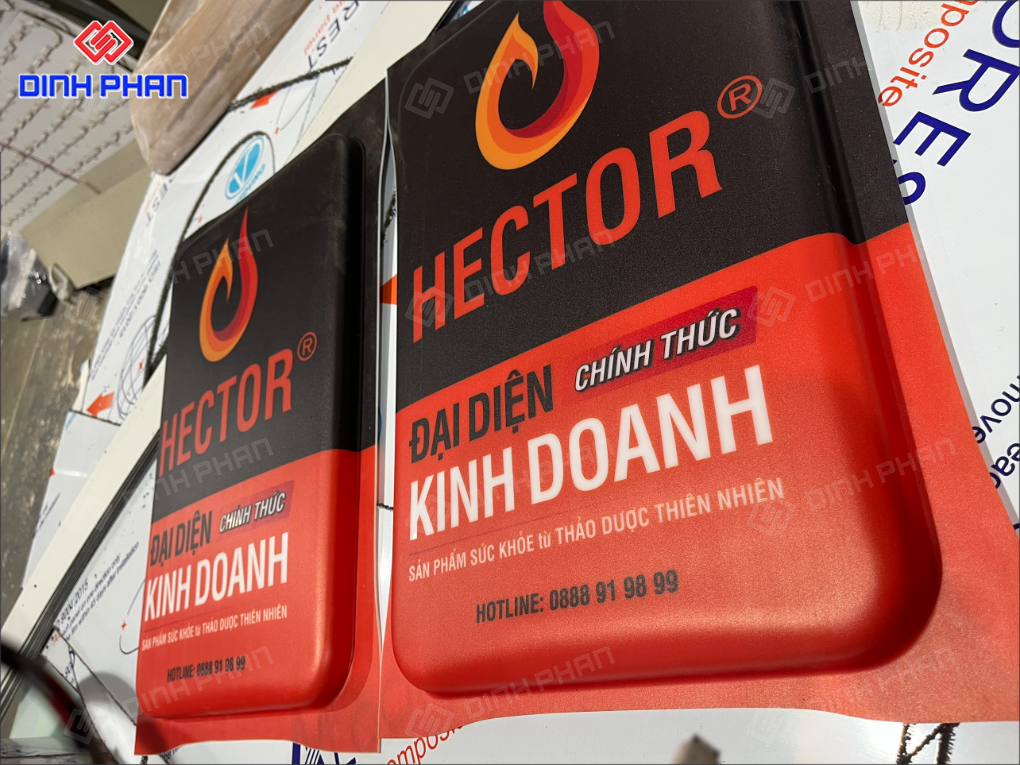 DINH PHAN
HECTOR®
ĐẠI DIỆN CHÍNH THỨC
KINH DOANH
SẢN PHẨM SỨC KHỎE từ THẢO DƯỢC THIÊN NHIÊN
HOTLINE: 0888 91 98 99
HECTOR®
ĐẠI DIỆN CHÍNH THỨC
KINH DOANH
SẢN PHẨM SỨC KHỎE từ THẢO DƯỢC THIÊN NHIÊN
HOTLINE: 0888 91 98 99